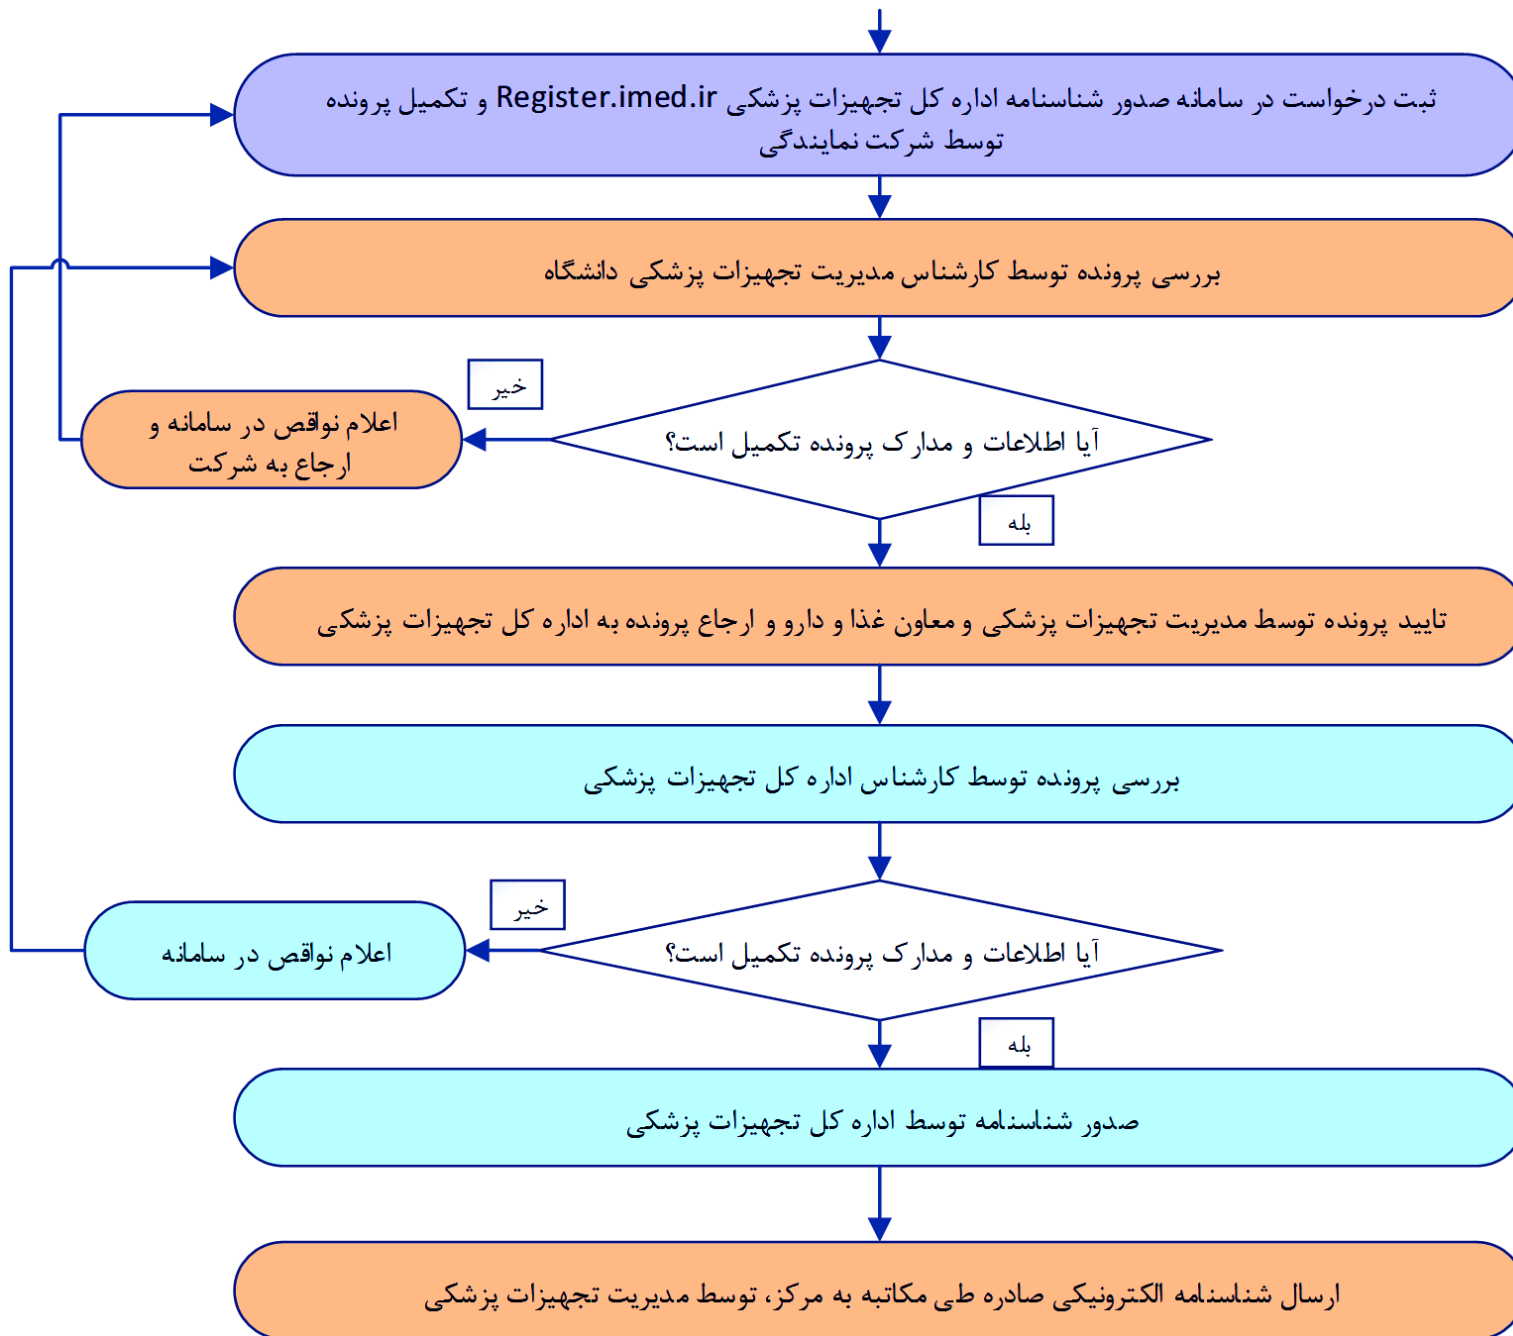 ثبت درخواست در سامانه صدور شناسنامه اداره کل تجهیزات پزشکی Register.imed.ir و تکمیل پرونده
توسط شرکت نمایندگی
بررسی پرونده توسط کارشناس مدیریت تجهیزات پزشکی دانشگاه
خیر
اعلام نواقص در سامانه و
ارجاع به شرکت
آیا اطلاعات و مدارک پرونده تکمیل است؟
بله
تایید پرونده توسط مدیریت تجهیزات پزشکی و معاون غذا و دارو و ارجاع پرونده به اداره کل تجهیزات پزشکی
بررسی پرونده توسط کارشناس اداره کل تجهیزات پزشکی
خیر
آیا اطلاعات و مدارک پرونده تکمیل است؟
اعلام نواقص در سامانه
بله
صدور شناسنامه توسط اداره کل تجهیزات پزشکی
ارسال شناسنامه الکترونیکی صادره طی مکاتبه به مرکز، توسط مدیریت تجهیزات پزشکی